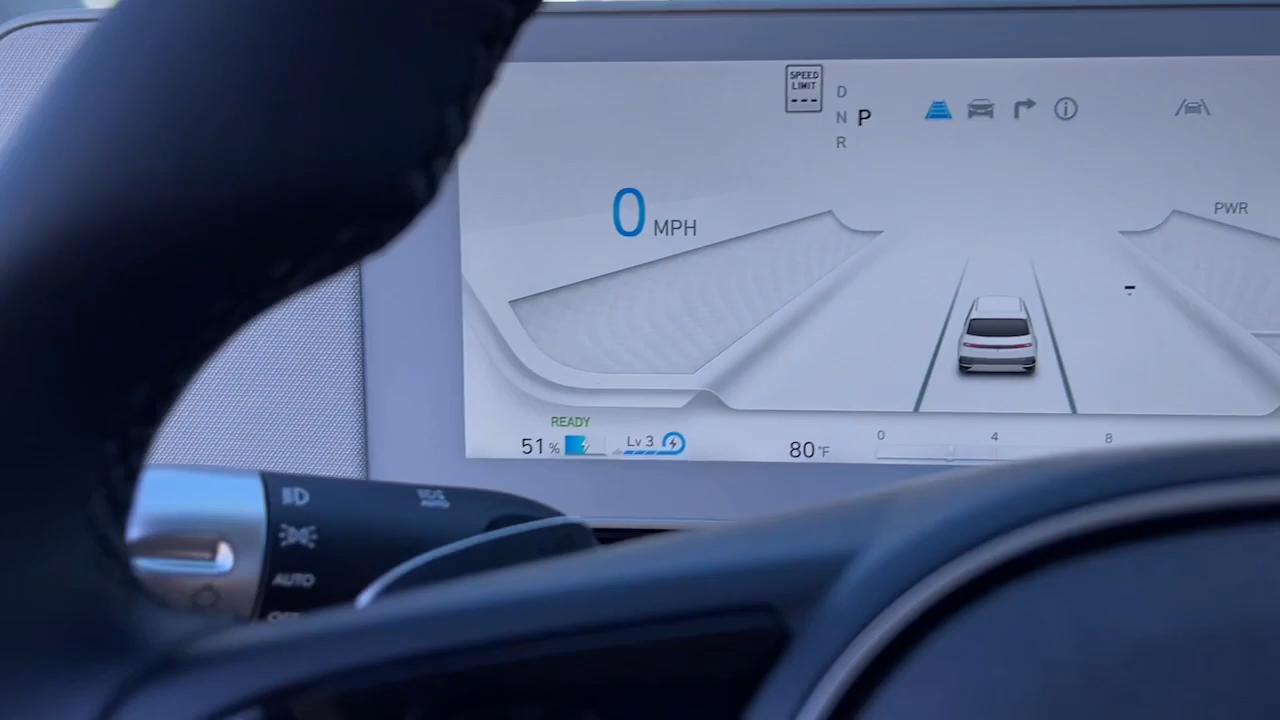 SPEED
LIMIT
---
D
N P
R
0 MPH
PWR
READY
51% Lv 3
80°F
0 4 8
AUTO